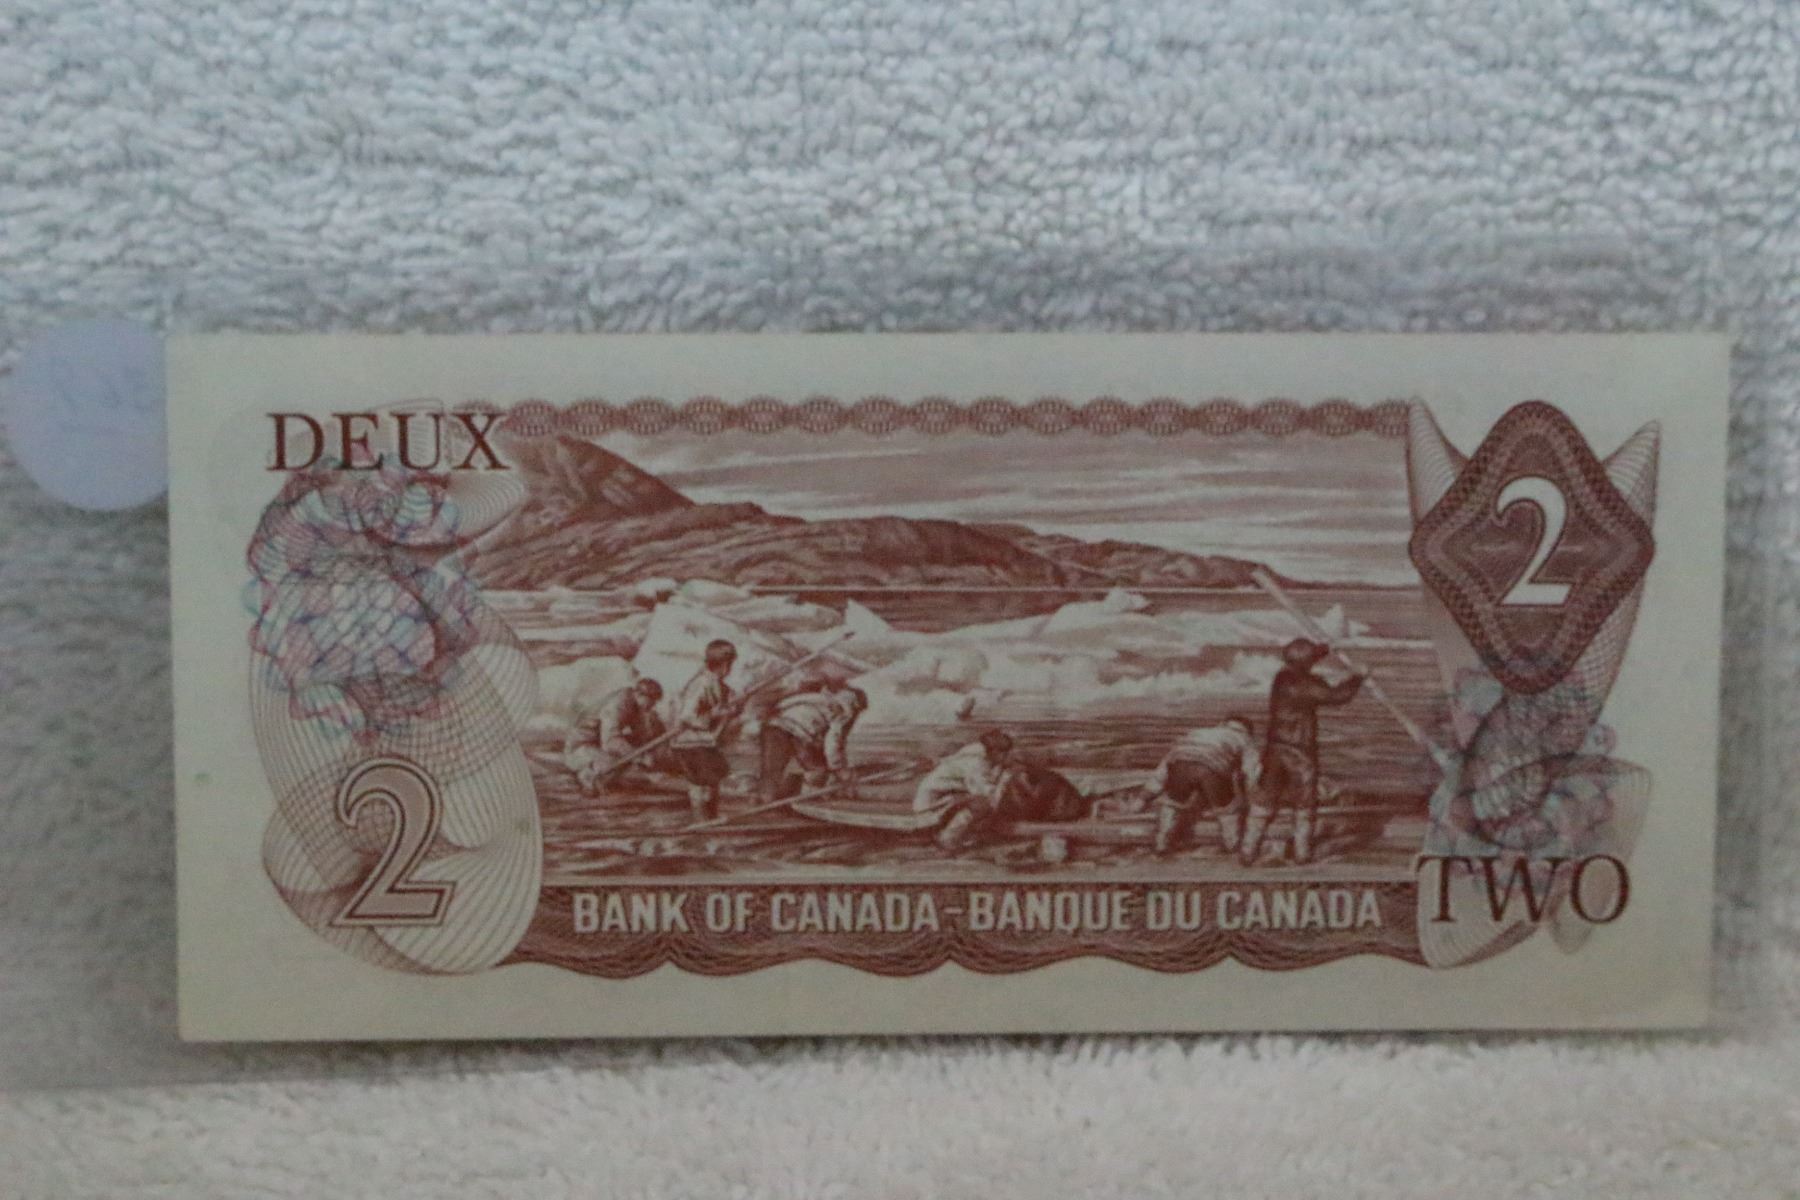 DEUX
2
2
BANK OF CANADA-BANQUE DU CANADA
TWO